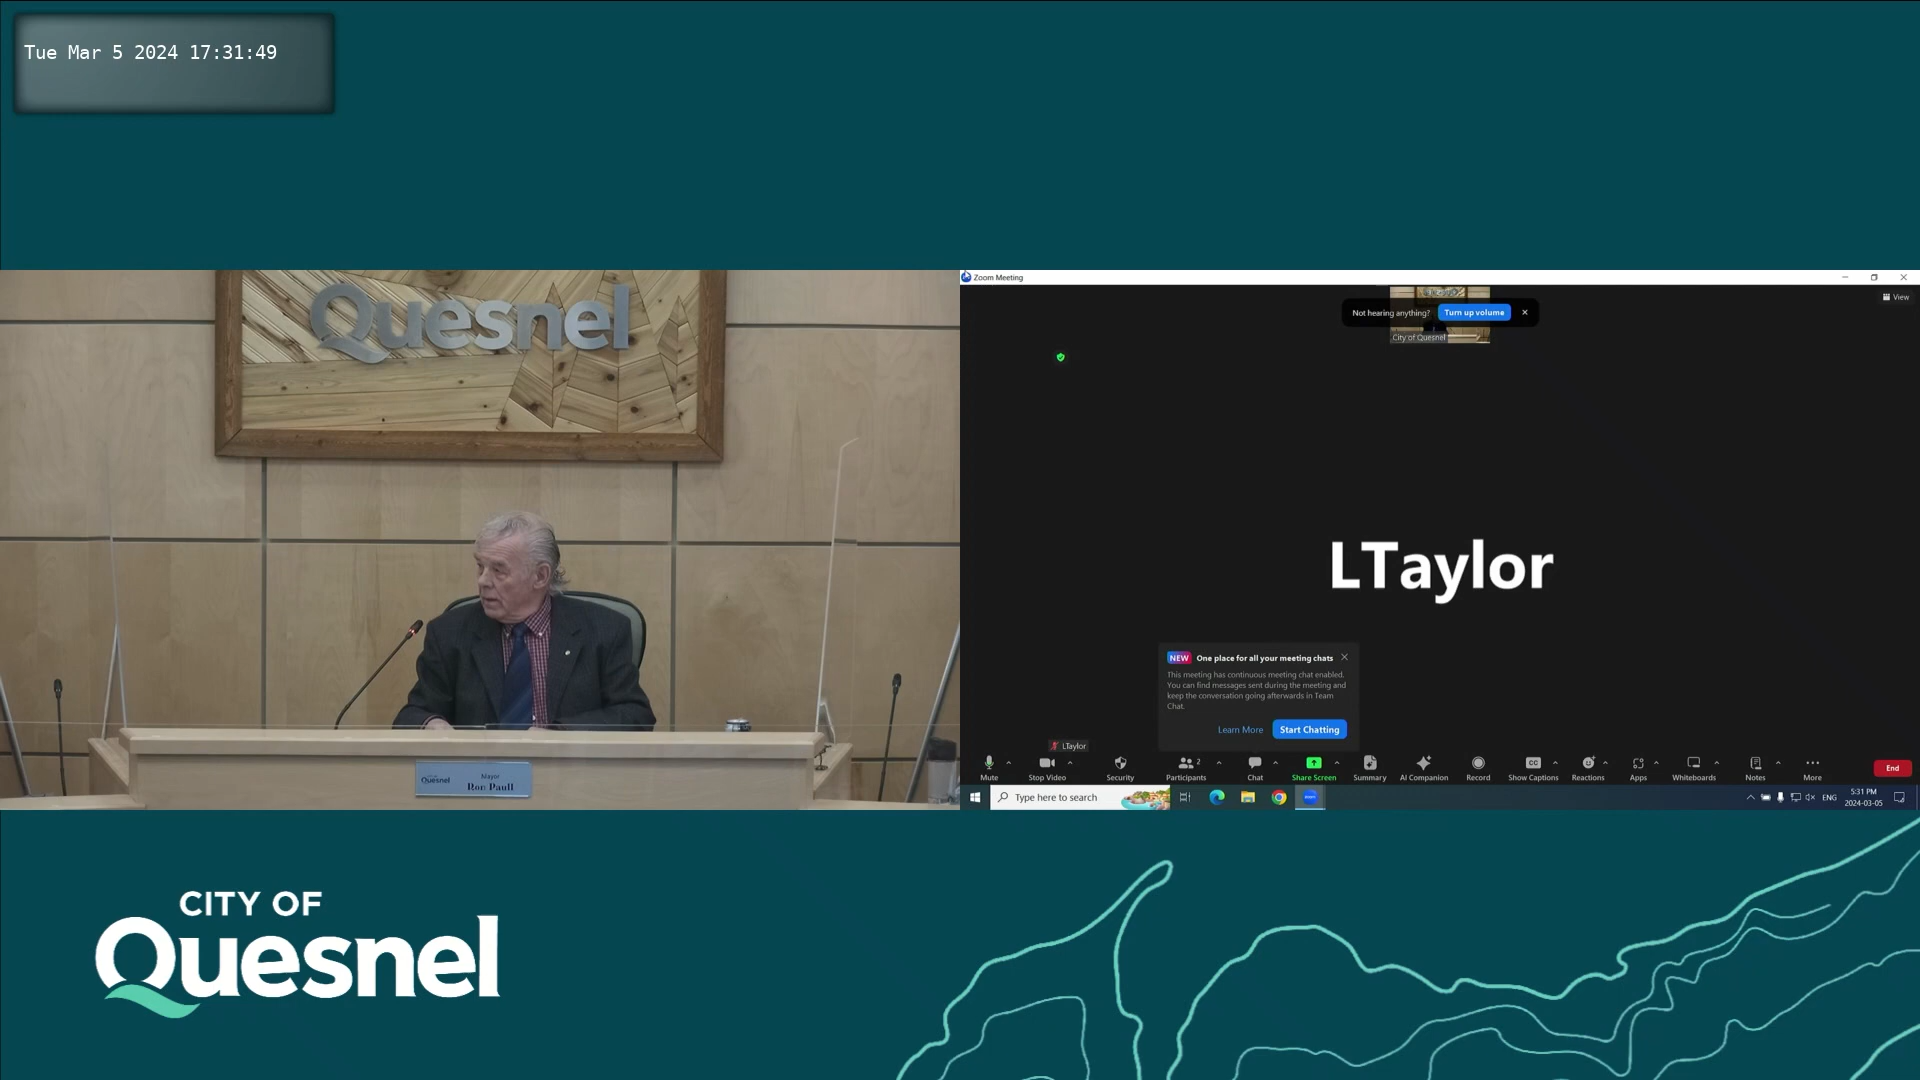 Tue Mar 5 2024 17:31:49
Quesnel
Quesnel
Mayor
Ron Paull
Zoom Meeting
View
Not hearing anything?
Turn up volume
City of Quesnel
LTaylor
NEW One place for all your meeting chats
This meeting has continuous meeting chat enabled.
You can find messages sent during the meeting and
keep the conversation going afterwards in Team
Chat.
Learn More
Start Chatting
LTaylor
Mute
Stop Video
Security
Participants
2
Chat
Share Screen
Summary
AI Companion
Record
CC
Show Captions
Reactions
Apps
Whiteboards
Notes
More
End
Type here to search
ENG
5:31 PM
2024-03-05
CITY OF
Quesnel